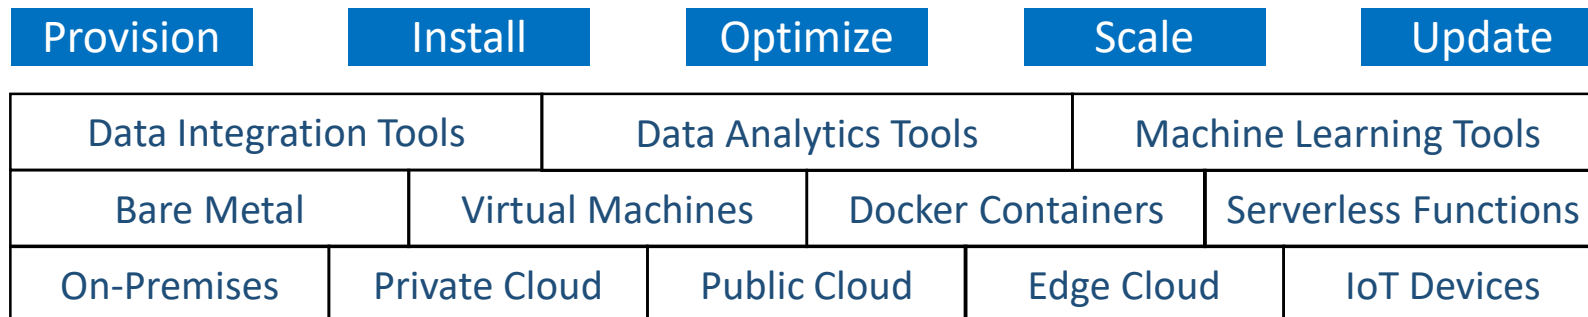 Provision Install Optimize Scale Update
Data Integration Tools Data Analytics Tools Machine Learning Tools
Bare Metal Virtual Machines Docker Containers Serverless Functions
On-Premises Private Cloud Public Cloud Edge Cloud IoT Devices